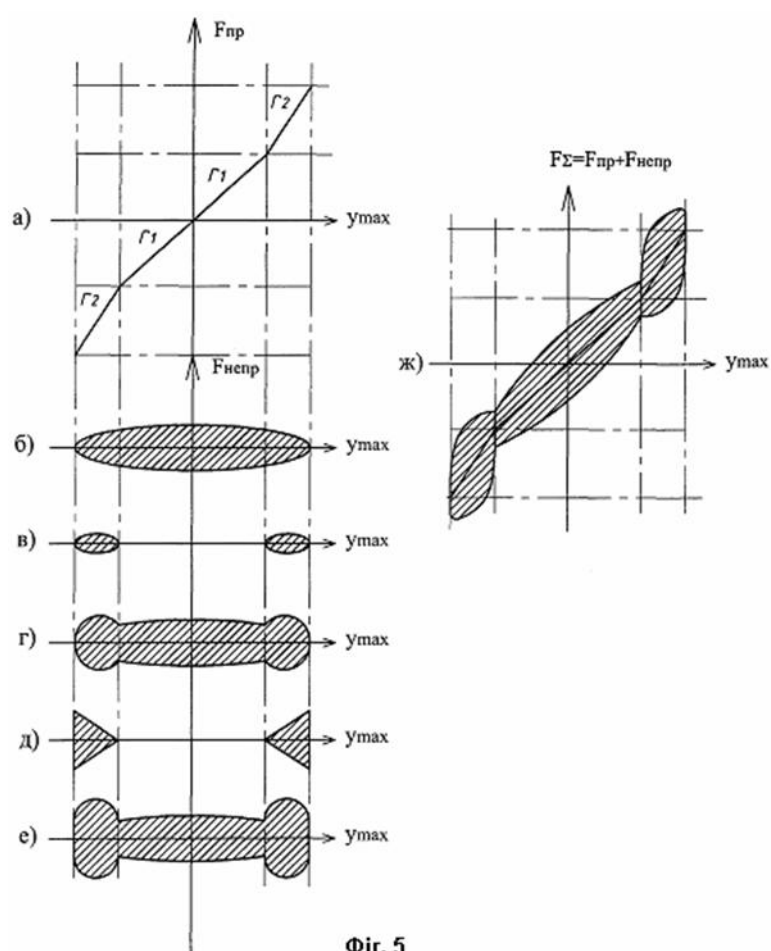 Fпр
Г2
Г1
а)
ymax
Г1
Г2
Fнепр
б)
ymax
в)
ymax
г)
ymax
д)
ymax
е)
ymax
FΣ=Fпр+Fнепр
ж)
ymax
Фіг. 5